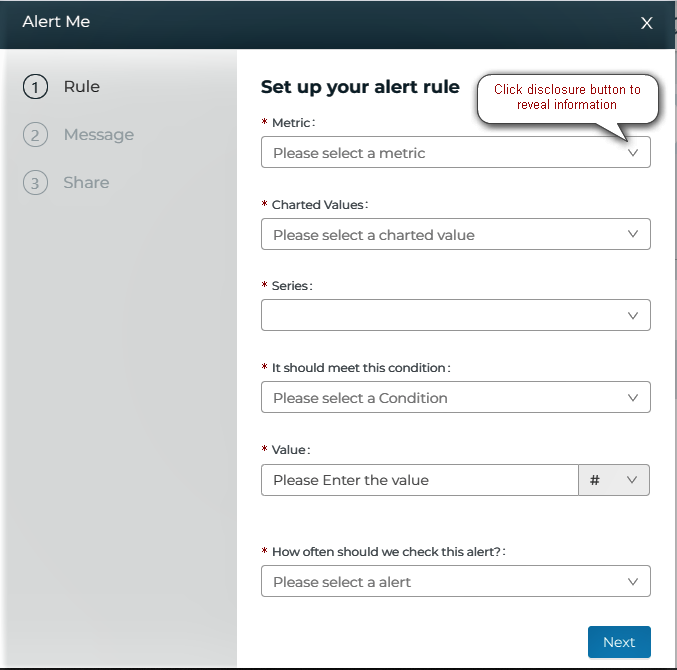 Alert Me
X
1 Rule
2 Message
3 Share
Set up your alert rule
Click disclosure button to
reveal information
* Metric:
Please select a metric
* Charted Values:
Please select a charted value
* Series:
* It should meet this condition:
Please select a Condition
* Value:
Please Enter the value
#
* How often should we check this alert?:
Please select a alert
Next